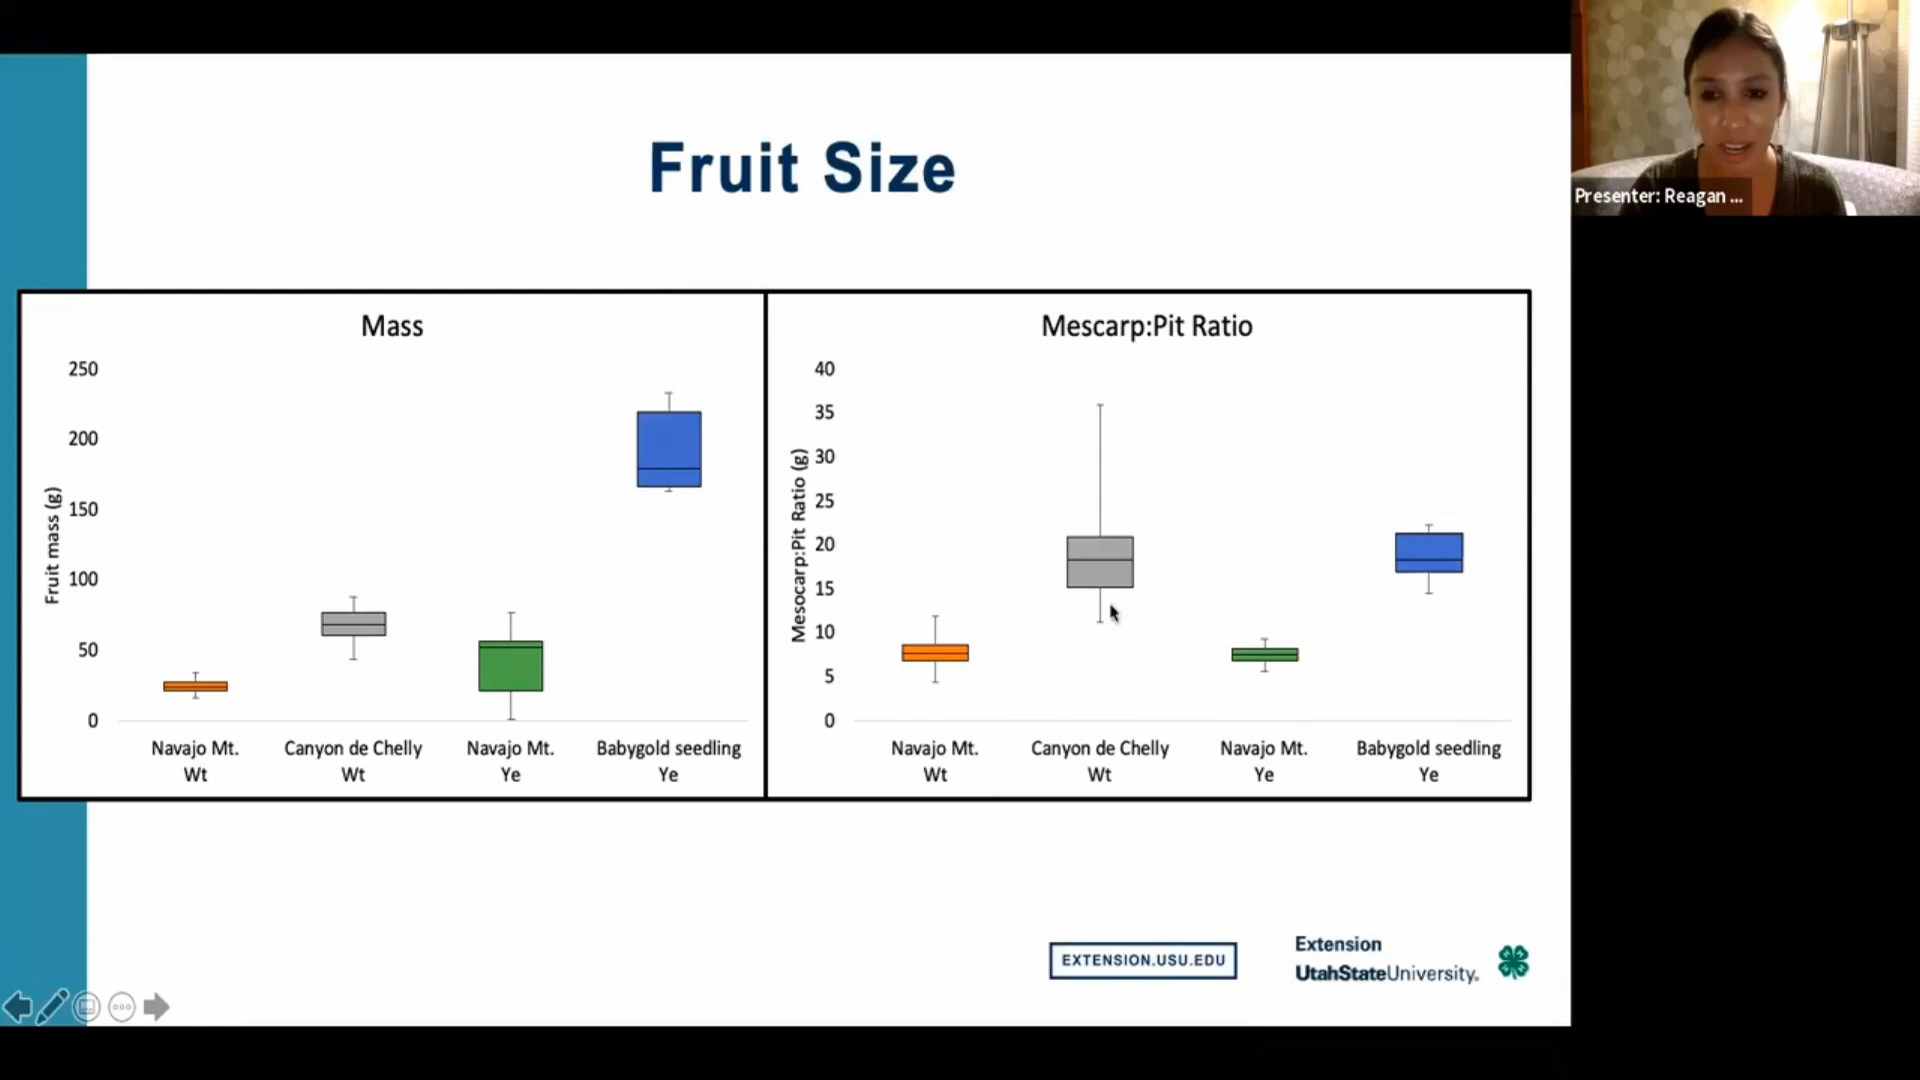 Fruit Size
Presenter: Reagan ...
Mass
250
200
150
100
50
0
Fruit mass (g)
Navajo Mt.
Wt
Canyon de Chelly
Wt
Navajo Mt.
Ye
Babygold seedling
Ye
Mescarp:Pit Ratio
40
35
30
25
20
15
10
5
0
Mesocarp:Pit Ratio (g)
Navajo Mt.
Wt
Canyon de Chelly
Wt
Navajo Mt.
Ye
Babygold seedling
Ye
EXTENSION.USU.EDU
Extension
UtahStateUniversity.